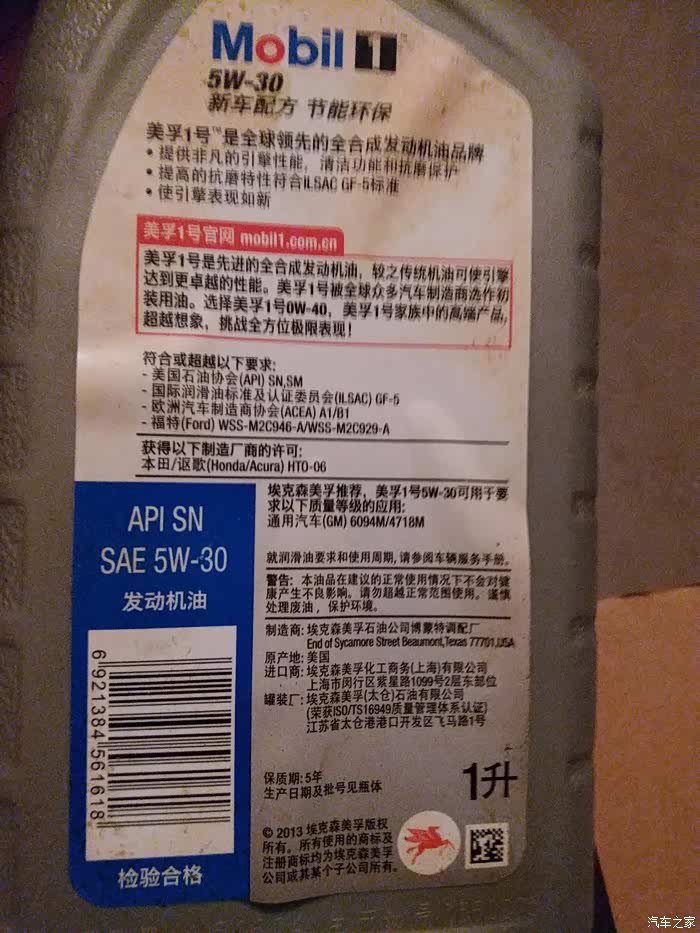 Mobil 1™
5W-30
新车配方 节能环保
美孚1号™是全球领先的全合成发动机油品牌
• 提供非凡的引擎性能，清洁功能和抗磨保护
• 提高的抗磨特性符合ILSAC GF-5标准
• 使引擎表现如新
美孚1号官网 mobil1.com.cn
美孚1号是先进的全合成发动机油，较之传统机油可使引擎
达到更卓越的性能。美孚1号被全球众多汽车制造商选作初
装用油。选择美孚1号0W-40，美孚1号家族中的高端产品，
超越想象，挑战全方位极限表现！
符合或超越以下要求:
- 美国石油协会(API) SN,SM
- 国际润滑油标准及认证委员会(ILSAC) GF-5
- 欧洲汽车制造商协会(ACEA) A1/B1
- 福特(Ford) WSS-M2C946-A/WSS-M2C929-A
获得以下制造厂商的许可:
本田/讴歌(Honda/Acura) HTO-06
埃克森美孚推荐，美孚1号5W-30可用于要
求以下质量等级的应用:
通用汽车(GM) 6094M/4718M
就润滑油要求和使用周期,请参阅车辆服务手册。
警告: 本油品在建议的正常使用情况下不会对健
康产生不良影响。请勿超越正常范围使用。谨慎
处理废油，保护环境。
制造商: 埃克森美孚石油公司博蒙特调配厂
End of Sycamore Street Beaumont,Texas 77701,USA
原产地: 美国
进口商: 埃克森美孚化工商务(上海)有限公司
上海市闵行区紫星路1099号2层东部位
罐装厂: 埃克森美孚(太仓)石油有限公司
(荣获ISO/TS16949质量管理体系认证)
江苏省太仓港港口开发区飞马路1号
保质期: 5年
生产日期及批号见瓶体
1升
© 2013 埃克森美孚版权
所有。所有使用的商标及
注册商标均为埃克森美孚
公司或其某个子公司所有。
API SN
SAE 5W-30
发动机油
6921384561618
检验合格
汽车之家